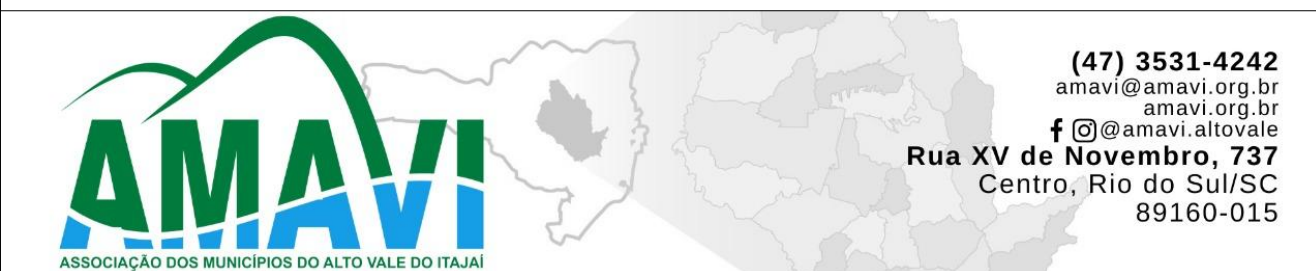 AMAVI
ASSOCIAÇÃO DOS MUNICÍPIOS DO ALTO VALE DO ITAJAÍ
(47) 3531-4242
amavi@amavi.org.br
amavi.org.br
@amavi.altovale
Rua XV de Novembro, 737
Centro, Rio do Sul/SC
89160-015